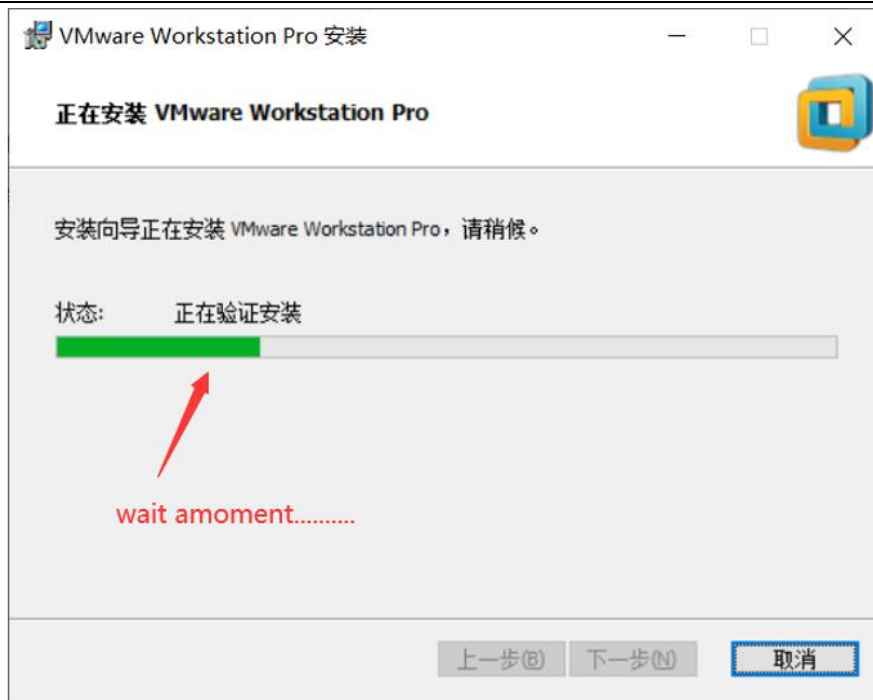 VMware Workstation Pro 安装
正在安装 VMware Workstation Pro
安装向导正在安装 VMware Workstation Pro，请稍候。
状态: 正在验证安装
wait amoment..........
上一步(B) 下一步(N) 取消